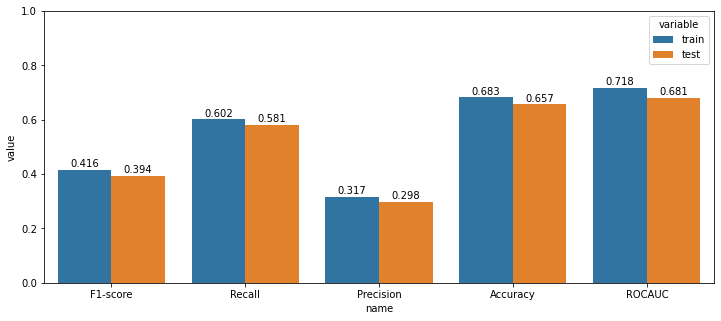 1.0
0.8
0.6
0.4
0.2
0.0
value
variable
train
test
0.416
0.394
0.602
0.581
0.317
0.298
0.683
0.657
0.718
0.681
F1-score
Recall
Precision
Accuracy
ROCAUC
name